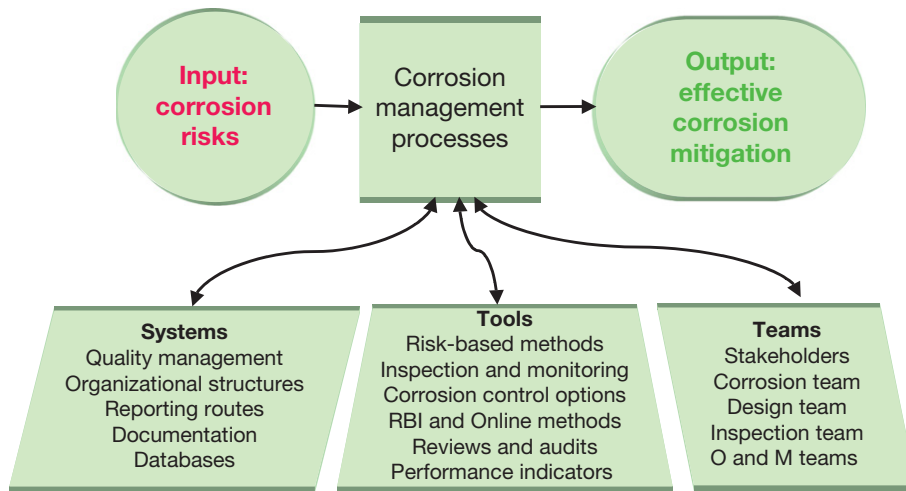 Input:
corrosion
risks
Corrosion
management
processes
Output:
effective
corrosion
mitigation
Systems
Quality management
Organizational structures
Reporting routes
Documentation
Databases
Tools
Risk-based methods
Inspection and monitoring
Corrosion control options
RBI and Online methods
Reviews and audits
Performance indicators
Teams
Stakeholders
Corrosion team
Design team
Inspection team
O and M teams